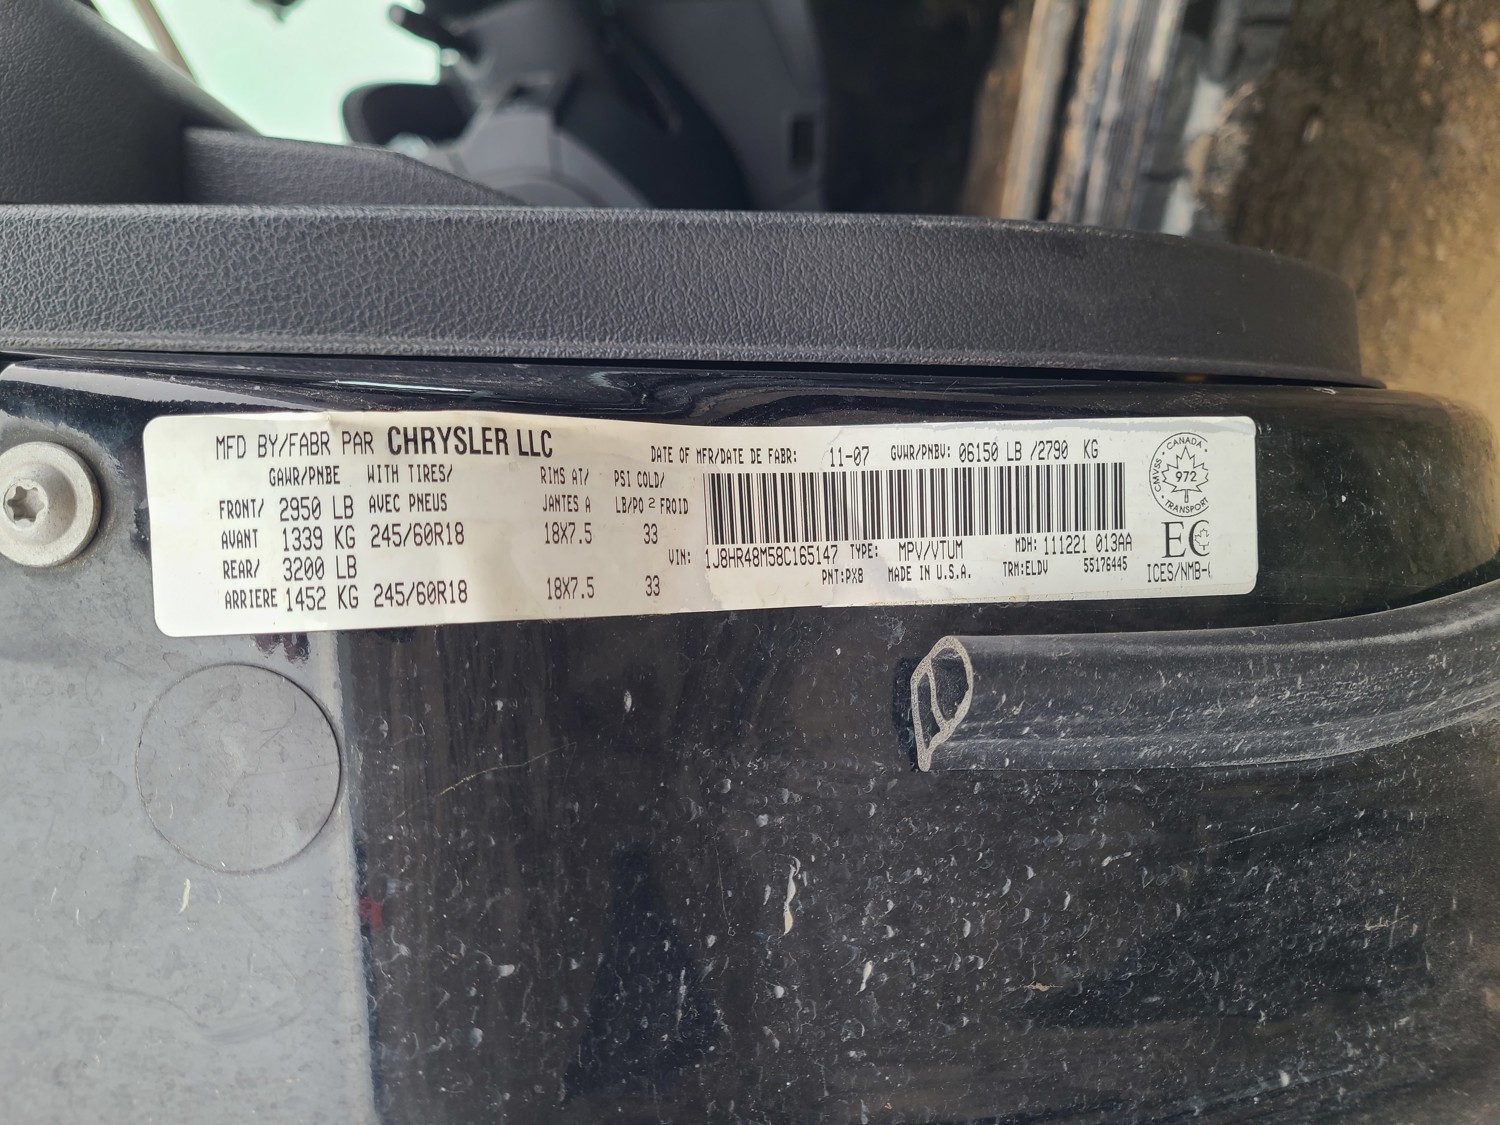 MFD BY/FABR PAR CHRYSLER LLC DATE OF MFR/DATE DE FABR: 11-07 GVWR/PNBV: 06150 LB /2790 KG
GAWR/PNBE WITH TIRES/ RIMS AT/ PSI COLD/
FRONT/ 2950 LB AVEC PNEUS JANTES A LB/PO 2 FROID
AVANT 1339 KG 245/60R18 18X7.5 33
REAR/ 3200 LB
ARRIERE 1452 KG 245/60R18 18X7.5 33
VIN: 1J8HR48M58C165147 TYPE: MPV/VTUM MDH: 111221 013AA
PNT:PX8 MADE IN U.S.A. TRM:ELDV 55176445
CANADA
CMVSS 972
TRANSPORT
EC
ICES/NMB-